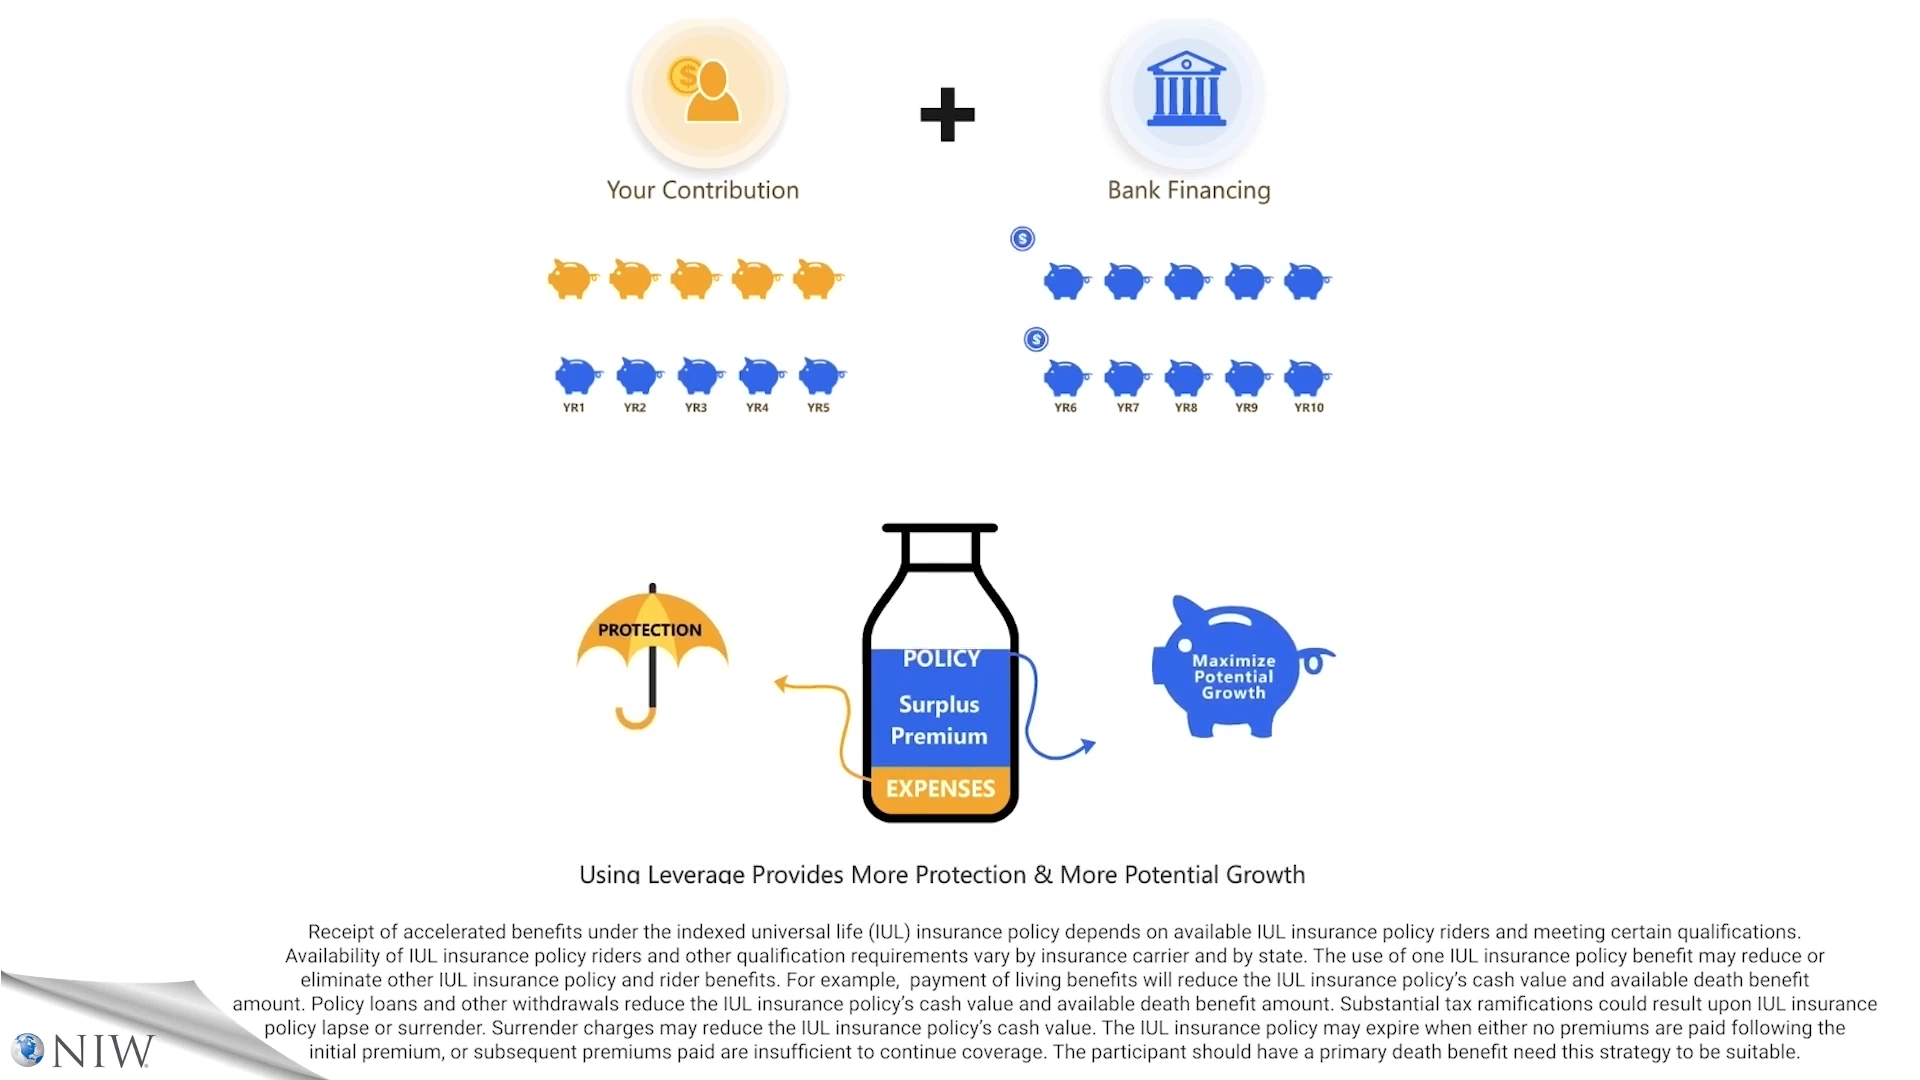 Your Contribution
Bank Financing
YR1 YR2 YR3 YR4 YR5
YR6 YR7 YR8 YR9 YR10
PROTECTION
POLICY
Surplus
Premium
EXPENSES
Maximize
Potential
Growth
Using Leverage Provides More Protection & More Potential Growth
Receipt of accelerated benefits under the indexed universal life (IUL) insurance policy depends on available IUL insurance policy riders and meeting certain qualifications.
Availability of IUL insurance policy riders and other qualification requirements vary by insurance carrier and by state. The use of one IUL insurance policy benefit may reduce or
eliminate other IUL insurance policy and rider benefits. For example, payment of living benefits will reduce the IUL insurance policy's cash value and available death benefit
amount. Policy loans and other withdrawals reduce the IUL insurance policy's cash value and available death benefit amount. Substantial tax ramifications could result upon IUL insurance
policy lapse or surrender. Surrender charges may reduce the IUL insurance policy's cash value. The IUL insurance policy may expire when either no premiums are paid following the
initial premium, or subsequent premiums paid are insufficient to continue coverage. The participant should have a primary death benefit need this strategy to be suitable.
NIW